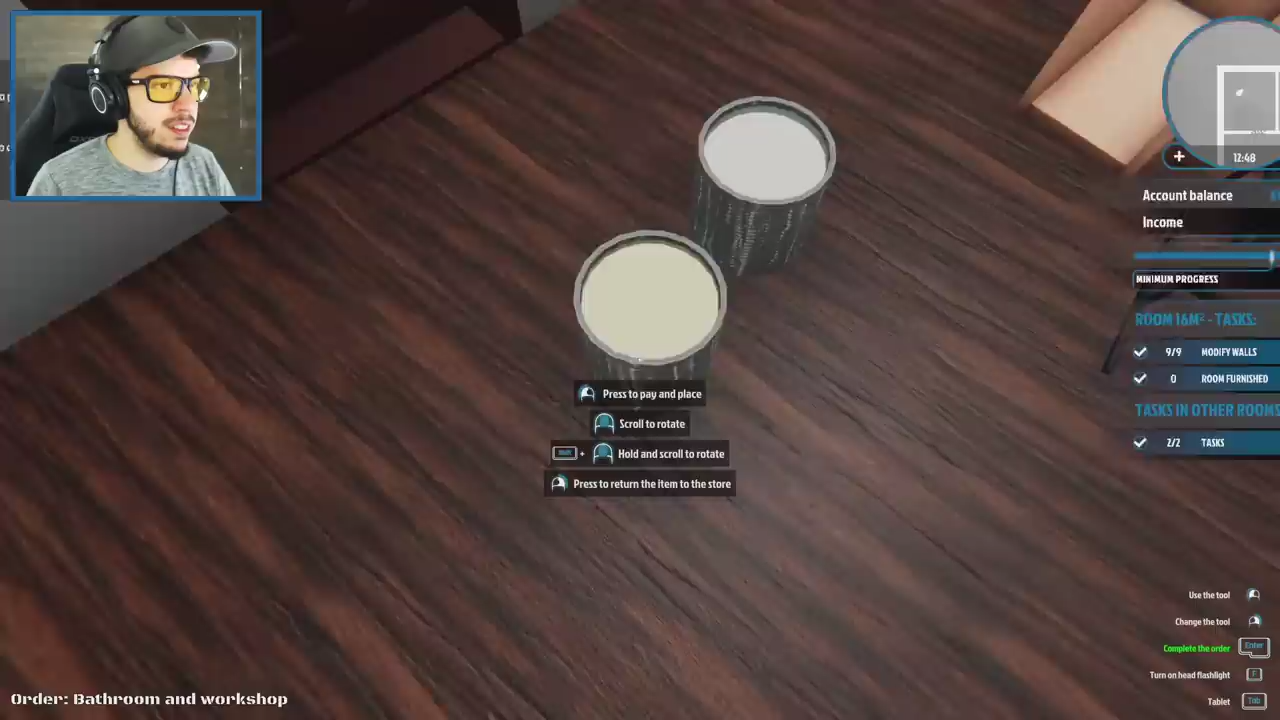 12:48
Account balance
Income
MINIMUM PROGRESS
ROOM 16M² - TASKS:
9/9 MODIFY WALLS
0 ROOM FURNISHED
TASKS IN OTHER ROOMS
2/2 TASKS
Press to pay and place
Scroll to rotate
+ Hold and scroll to rotate
Press to return the item to the store
Use the tool
Change the tool
Complete the order Enter
Turn on head flashlight F
Tablet Tab
Order: Bathroom and workshop